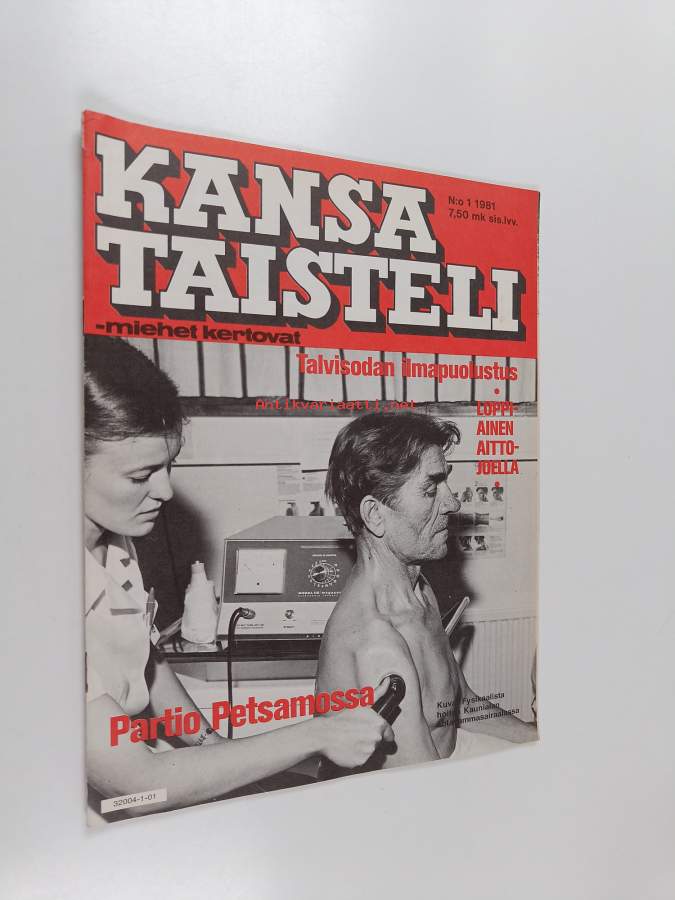 KANSA
TAISTELI
N:o 1 1981
7,50 mk sis.lvv.
-miehet kertovat
Talvisodan ilmapuolustus
•
LOPPI-
AINEN
AITTO-
JOELLA
•
Antikvariaatti.net
Partio Petsamossa
Kuva: Fysikaalista
hoitoa Kauniaisten
sotavammasairaalassa
32004-1-01